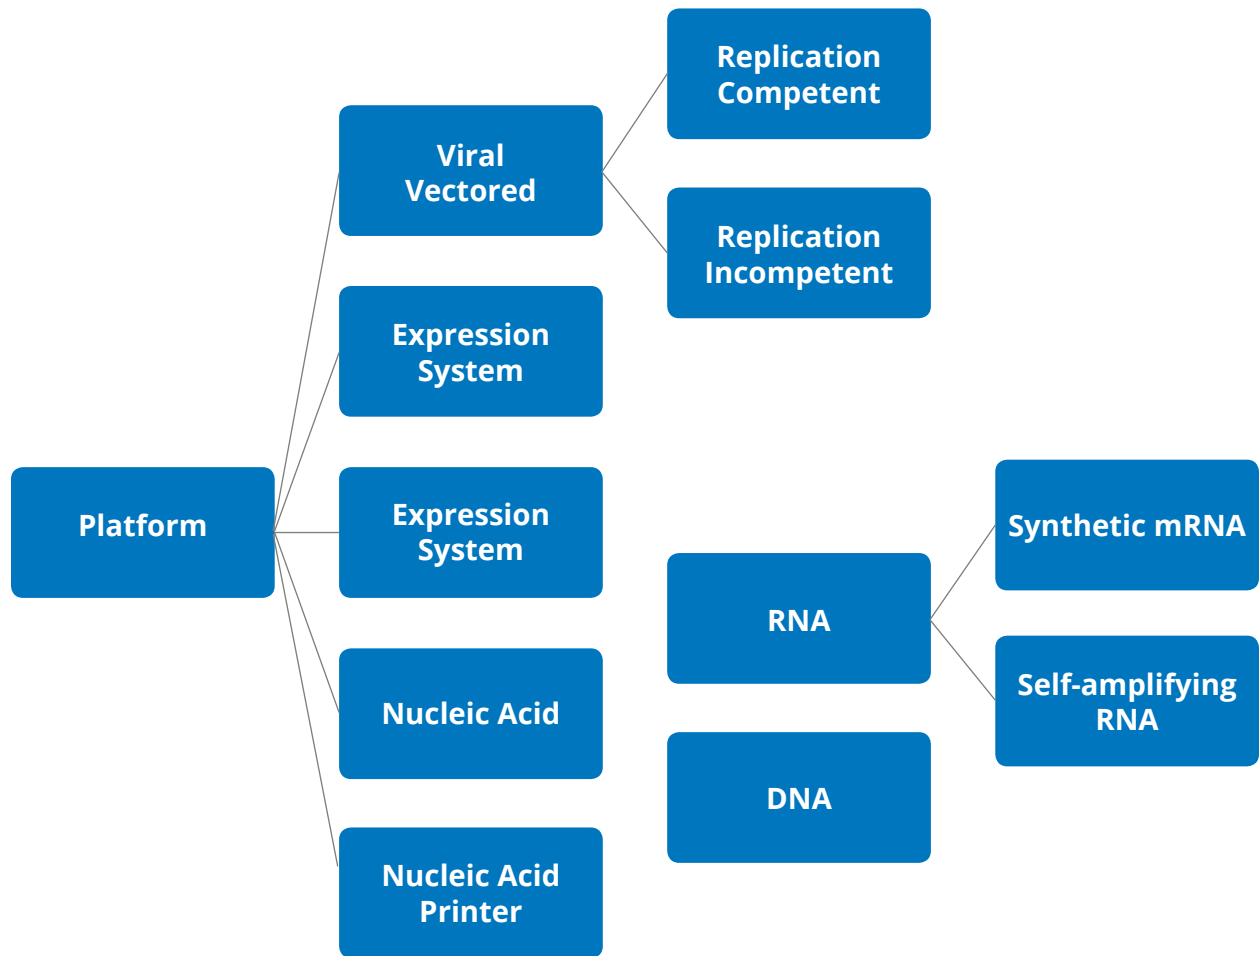 Platform
Viral
Vectored
Replication
Competent
Replication
Incompetent
Expression
System
Expression
System
Nucleic Acid
RNA
Synthetic mRNA
Self-amplifying
RNA
DNA
Nucleic Acid
Printer